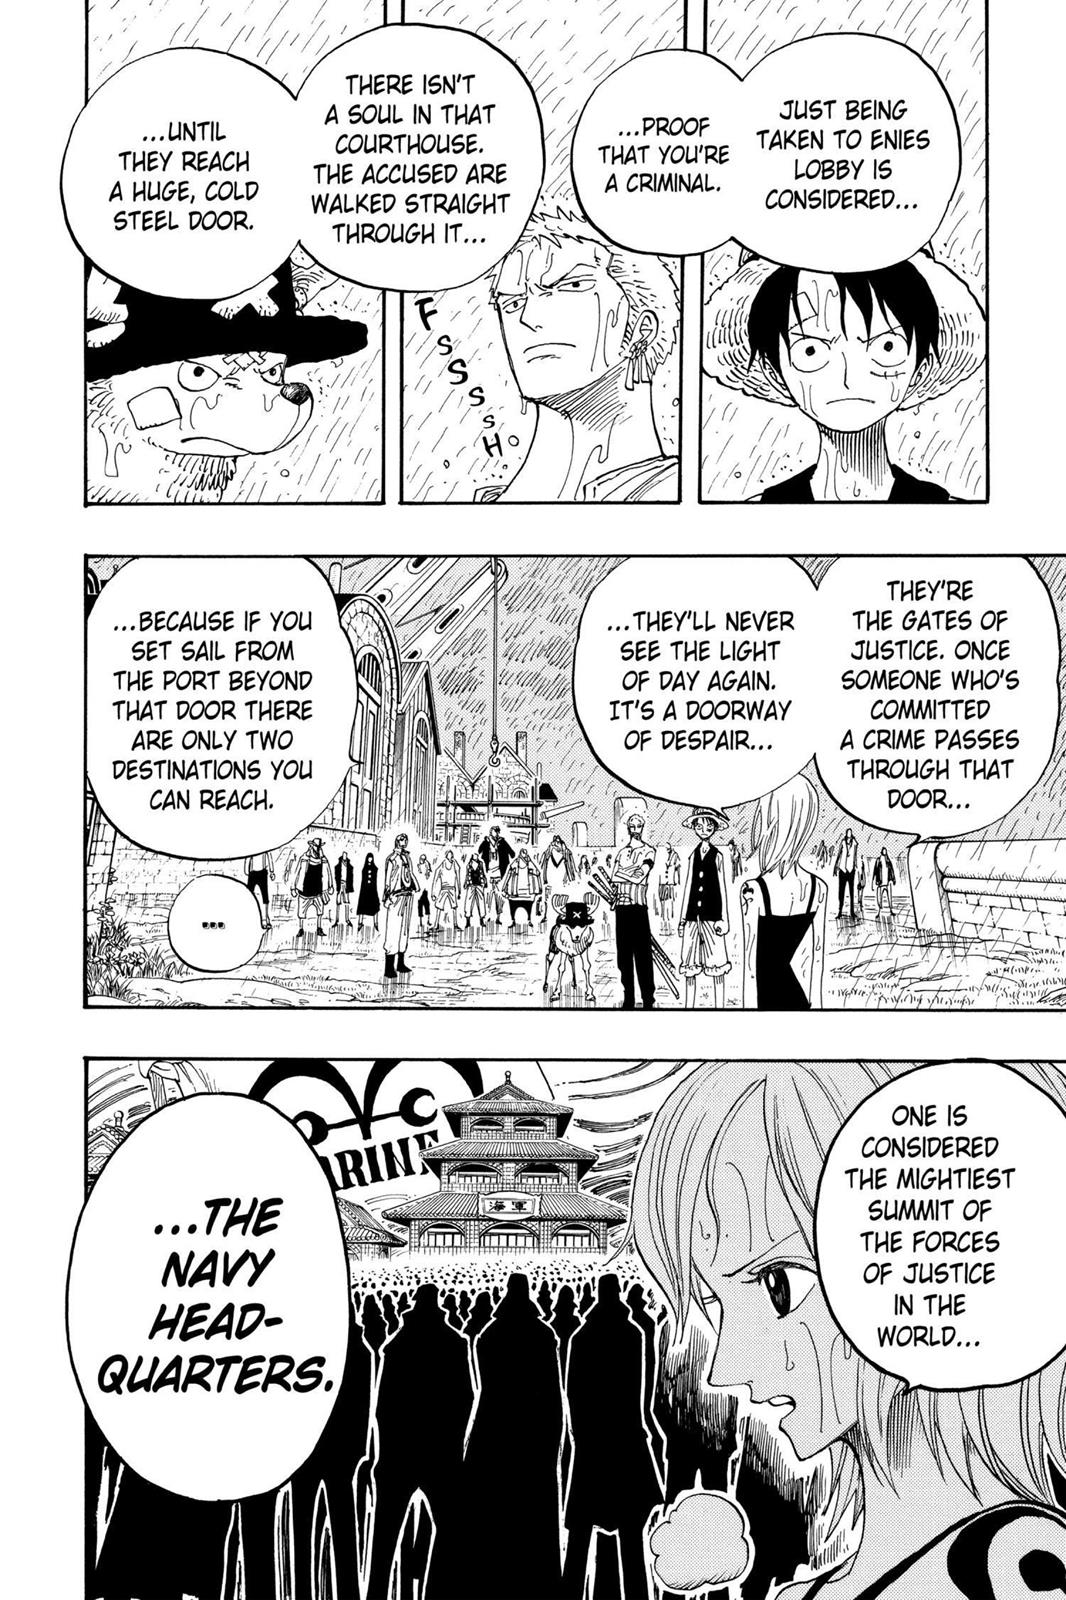 JUST BEING
TAKEN TO ENIES
LOBBY IS
CONSIDERED...
...PROOF
THAT YOU'RE
A CRIMINAL.
THERE ISN'T
A SOUL IN THAT
COURTHOUSE.
THE ACCUSED ARE
WALKED STRAIGHT
THROUGH IT...
FSSSSSH
...UNTIL
THEY REACH
A HUGE, COLD
STEEL DOOR.
THEY'RE
THE GATES OF
JUSTICE. ONCE
SOMEONE WHO'S
COMMITTED
A CRIME PASSES
THROUGH THAT
DOOR...
...THEY'LL NEVER
SEE THE LIGHT
OF DAY AGAIN.
IT'S A DOORWAY
OF DESPAIR...
...BECAUSE IF YOU
SET SAIL FROM
THE PORT BEYOND
THAT DOOR THERE
ARE ONLY TWO
DESTINATIONS YOU
CAN REACH.
...
ONE IS
CONSIDERED
THE MIGHTIEST
SUMMIT OF
THE FORCES
OF JUSTICE
IN THE
WORLD...
ARINE
海軍
...THE
NAVY
HEAD-
QUARTERS.